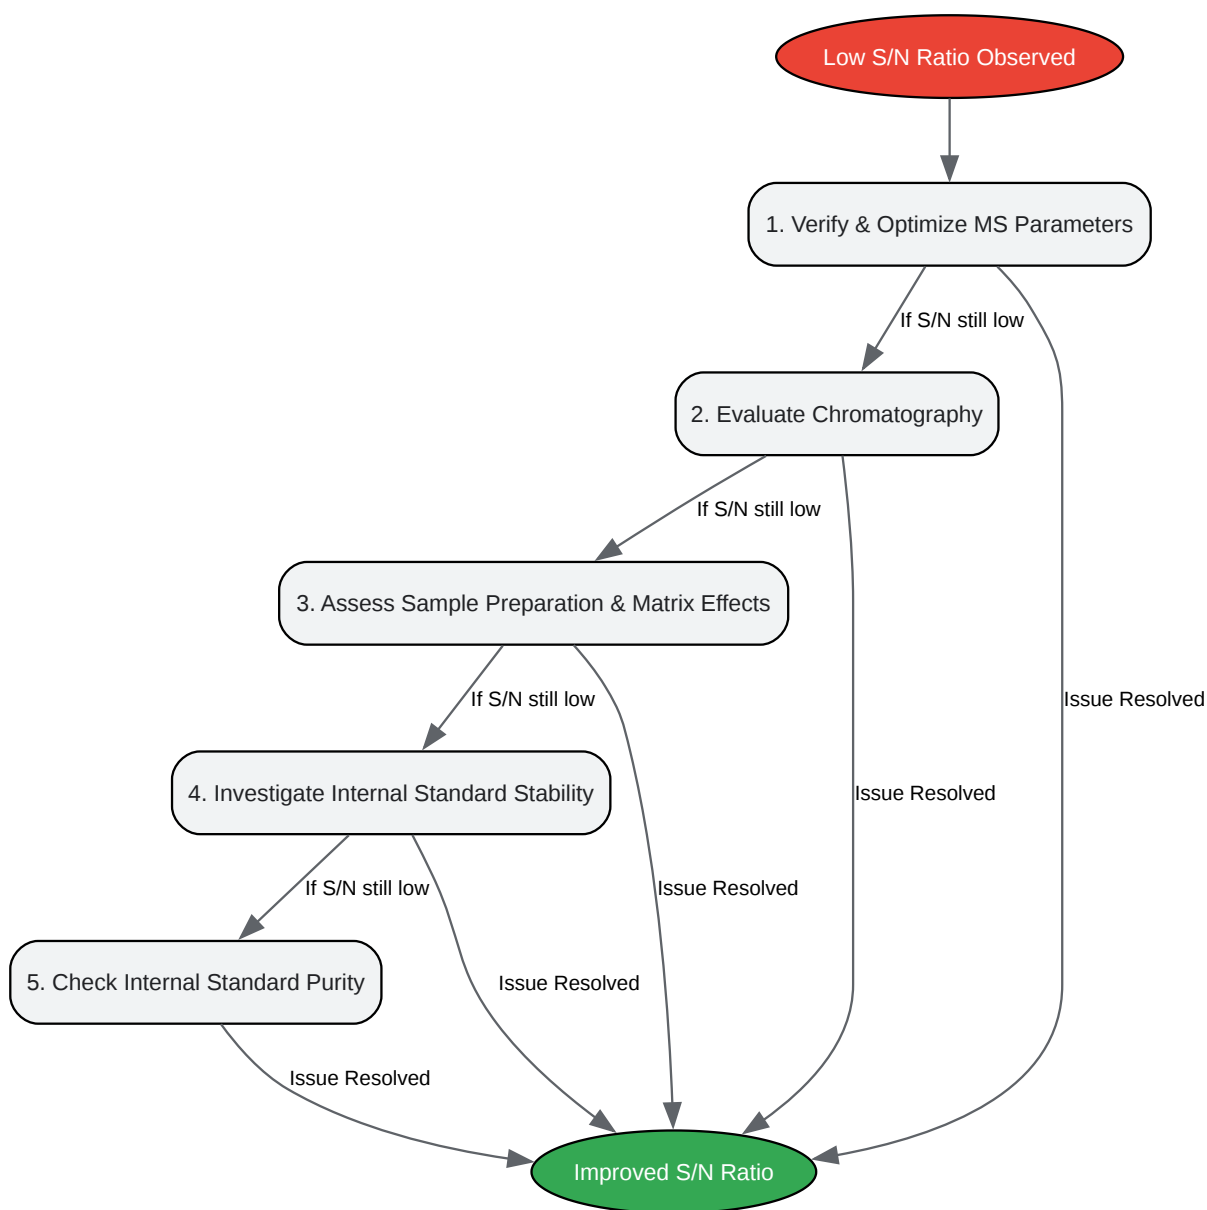 Low S/N Ratio Observed
1. Verify & Optimize MS Parameters
If S/N still low
2. Evaluate Chromatography
If S/N still low
3. Assess Sample Preparation & Matrix Effects
If S/N still low
Issue Resolved
4. Investigate Internal Standard Stability
Issue Resolved
If S/N still low
Issue Resolved
5. Check Internal Standard Purity
Issue Resolved
Issue Resolved
Improved S/N Ratio